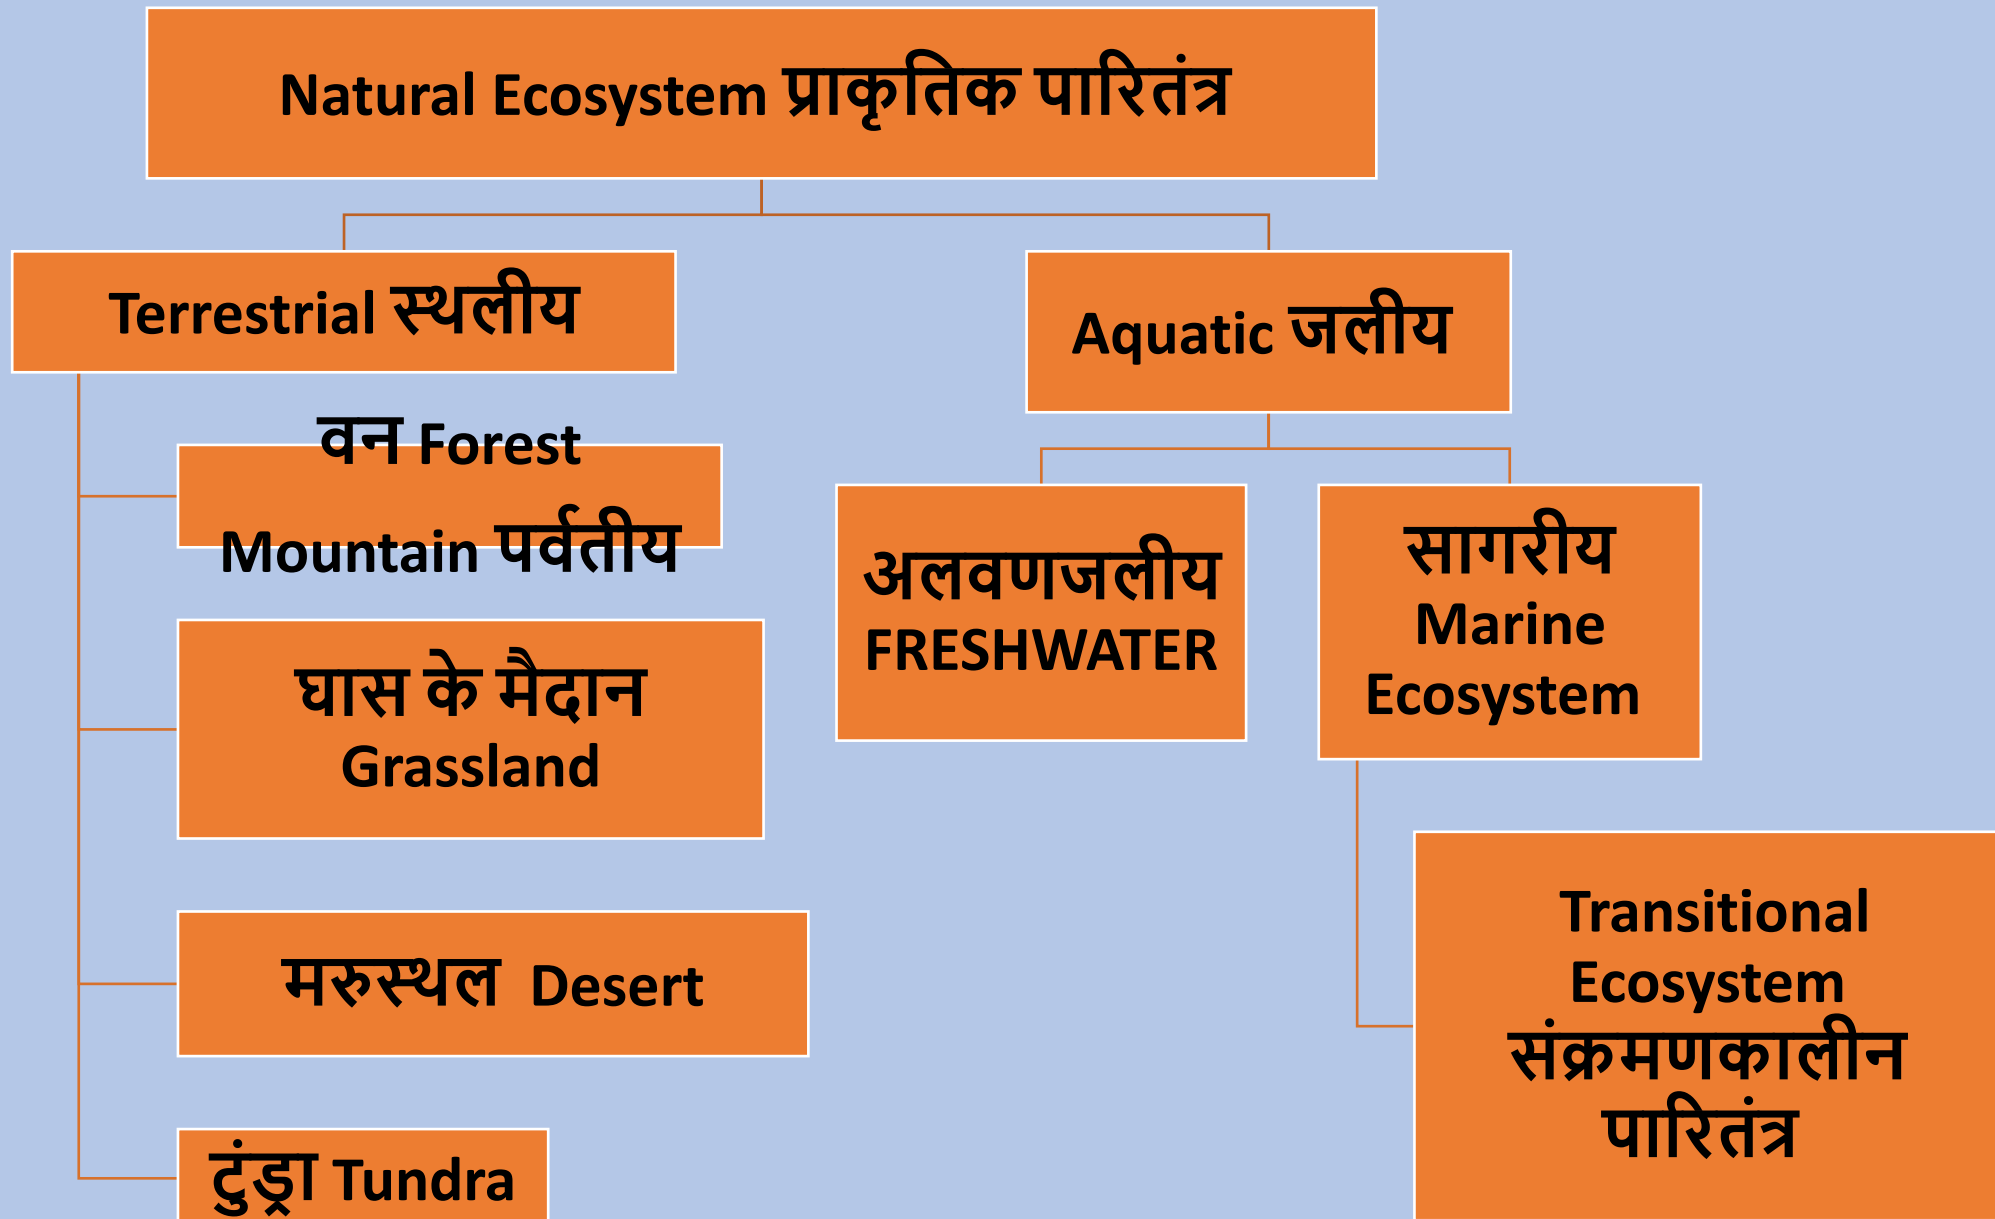 Natural Ecosystem प्राकृतिक पारितंत्र
Terrestrial स्थलीय
वन Forest
Mountain पर्वतीय
घास के मैदान
Grassland
मरुस्थल Desert
टुंड्रा Tundra
Aquatic जलीय
अलवणजलीय
FRESHWATER
सागरीय
Marine
Ecosystem
Transitional
Ecosystem
संक्रमणकालीन
पारितंत्र